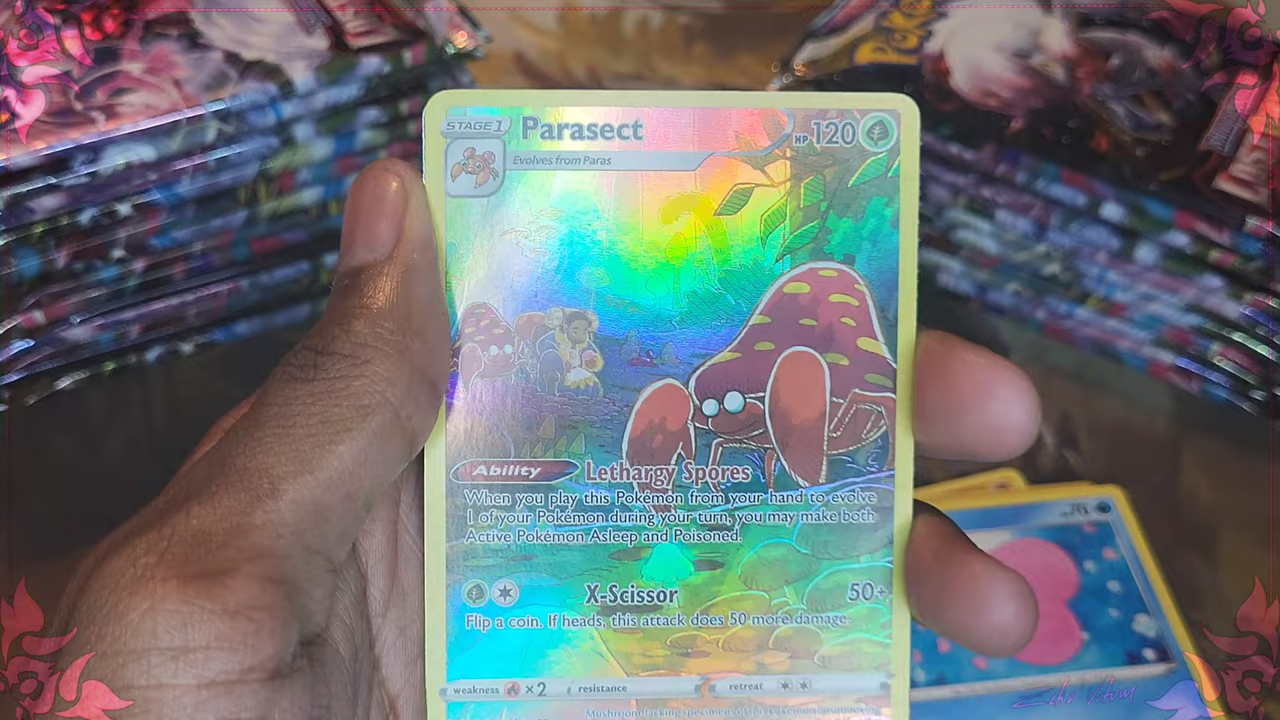 STAGE 1 Parasect HP 120
Evolves from Paras
Ability Lethargy Spores
When you play this Pokémon from your hand to evolve
1 of your Pokémon during your turn, you may make both
Active Pokémon Asleep and Poisoned.
X-Scissor 50+
Flip a coin. If heads, this attack does 50 more damage.
weakness ×2 resistance retreat